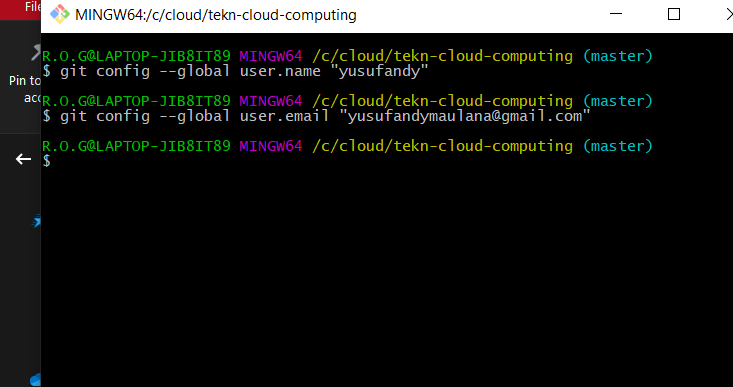 File
MINGW64:/c/cloud/tekn-cloud-computing
Pin to
acc
R.O.G@LAPTOP-JIB8IT89 MINGW64 /c/cloud/tekn-cloud-computing (master)
$ git config --global user.name "yusufandy"
R.O.G@LAPTOP-JIB8IT89 MINGW64 /c/cloud/tekn-cloud-computing (master)
$ git config --global user.email "yusufandymaulana@gmail.com"
R.O.G@LAPTOP-JIB8IT89 MINGW64 /c/cloud/tekn-cloud-computing (master)
$